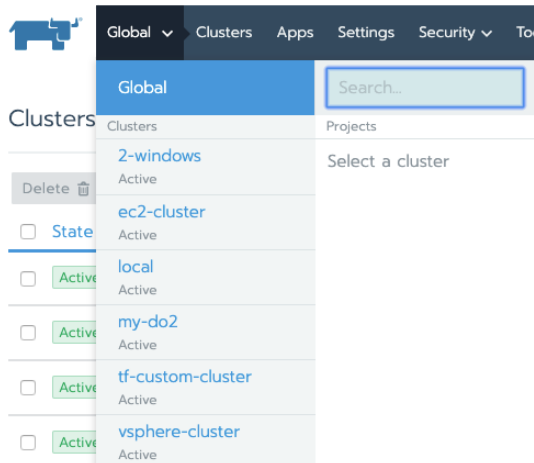 Global Clusters Apps Settings Security To
Global
Search...
Clusters
Clusters
Projects
2-windows
Active
Select a cluster
Delete
ec2-cluster
Active
State
local
Active
Active
my-do2
Active
Active
tf-custom-cluster
Active
Active
vsphere-cluster
Active
Active